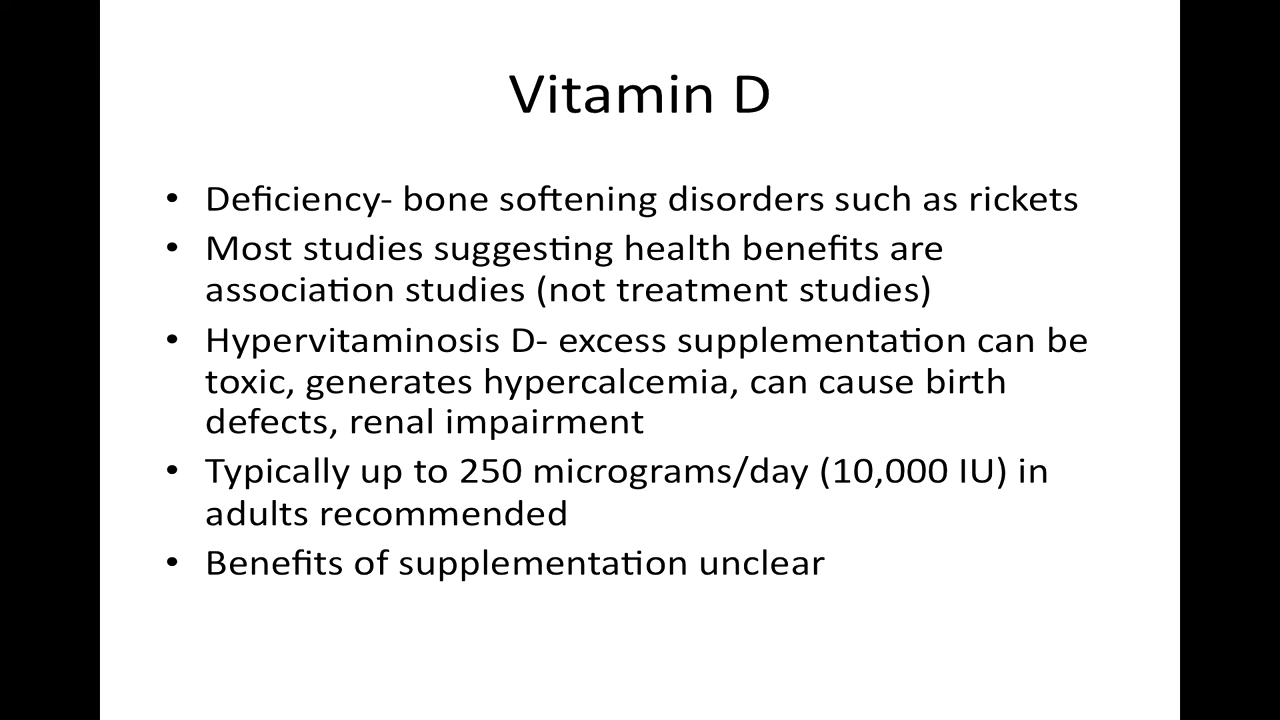 Vitamin D
• Deficiency- bone softening disorders such as rickets
• Most studies suggesting health benefits are
association studies (not treatment studies)
• Hypervitaminosis D- excess supplementation can be
toxic, generates hypercalcemia, can cause birth
defects, renal impairment
• Typically up to 250 micrograms/day (10,000 IU) in
adults recommended
• Benefits of supplementation unclear